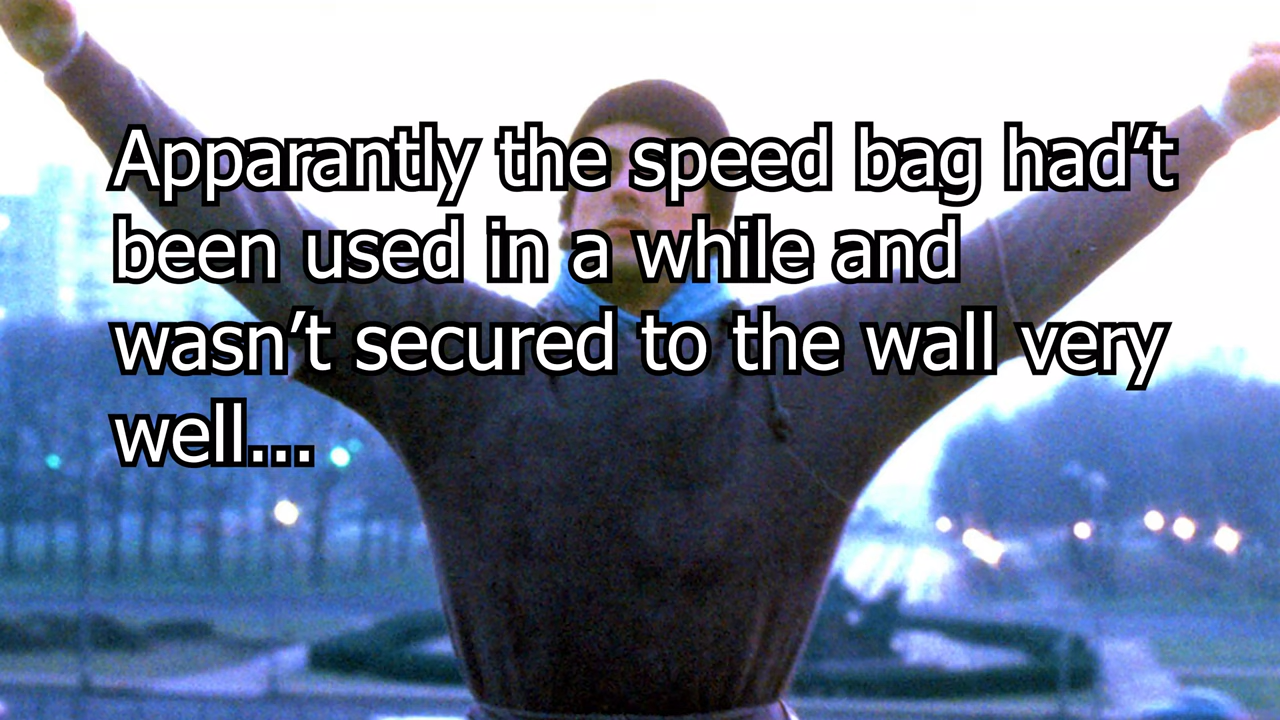 Apparantly the speed bag had’t
been used in a while and
wasn’t secured to the wall very
well...